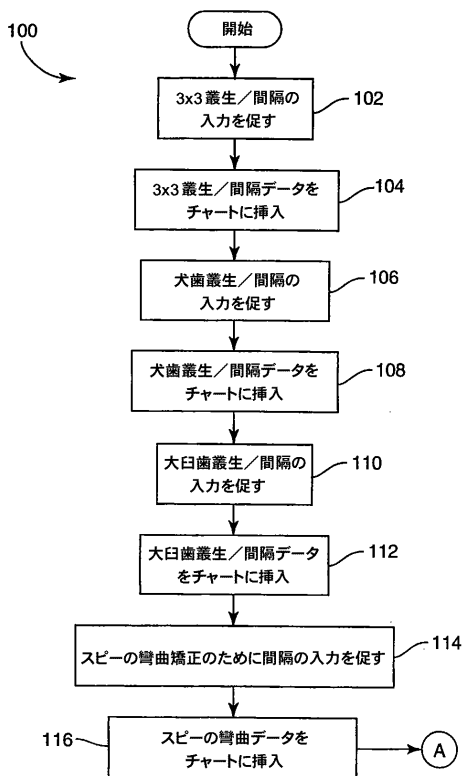 100
開始
3x3 叢生／間隔の
入力を促す
102
3x3 叢生／間隔データを
チャートに挿入
104
犬歯叢生／間隔の
入力を促す
106
犬歯叢生／間隔データを
チャートに挿入
108
大臼歯叢生／間隔の
入力を促す
110
大臼歯叢生／間隔データ
をチャートに挿入
112
スピーの彎曲矯正のために間隔の入力を促す
114
スピーの彎曲データを
チャートに挿入
116
A